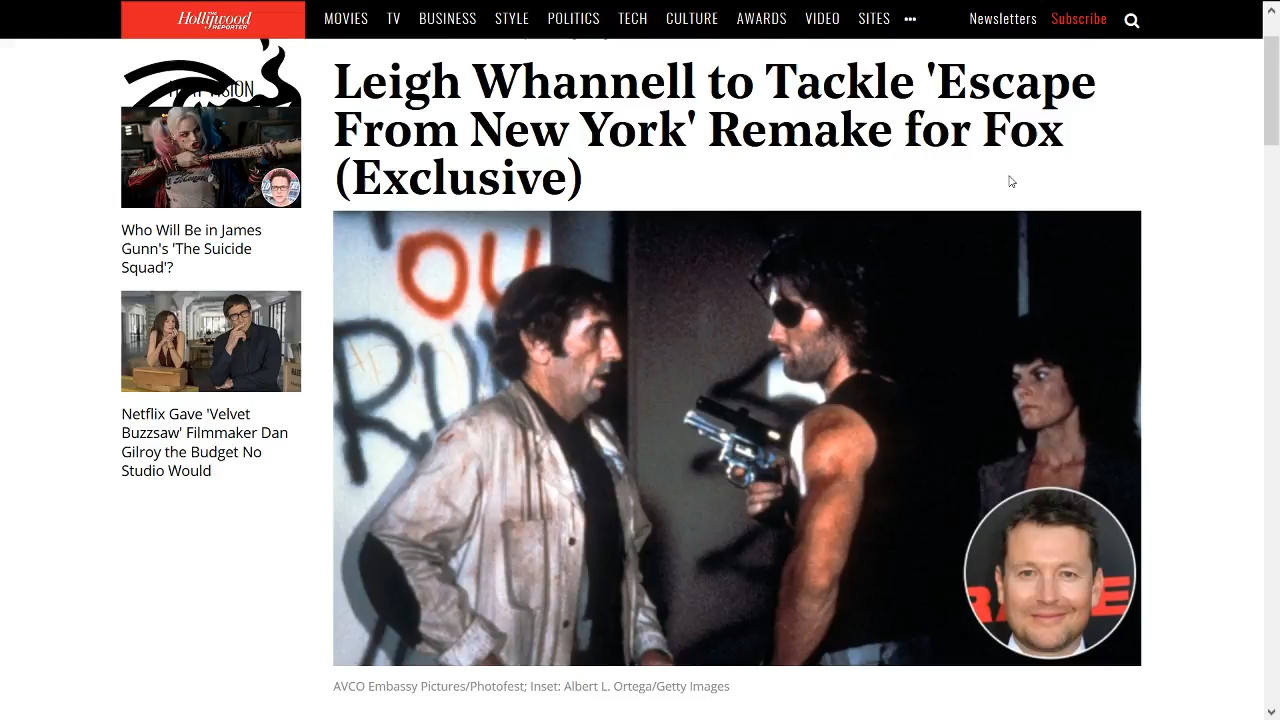 The Hollywood REPORTER
MOVIES TV BUSINESS STYLE POLITICS TECH CULTURE AWARDS VIDEO SITES ••• Newsletters Subscribe
Leigh Whannell to Tackle 'Escape
From New York' Remake for Fox
(Exclusive)
VISION
Who Will Be in James
Gunn's 'The Suicide
Squad'?
Netflix Gave 'Velvet
Buzzsaw' Filmmaker Dan
Gilroy the Budget No
Studio Would
OU
RU
AVCO Embassy Pictures/Photofest; Inset: Albert L. Ortega/Getty Images